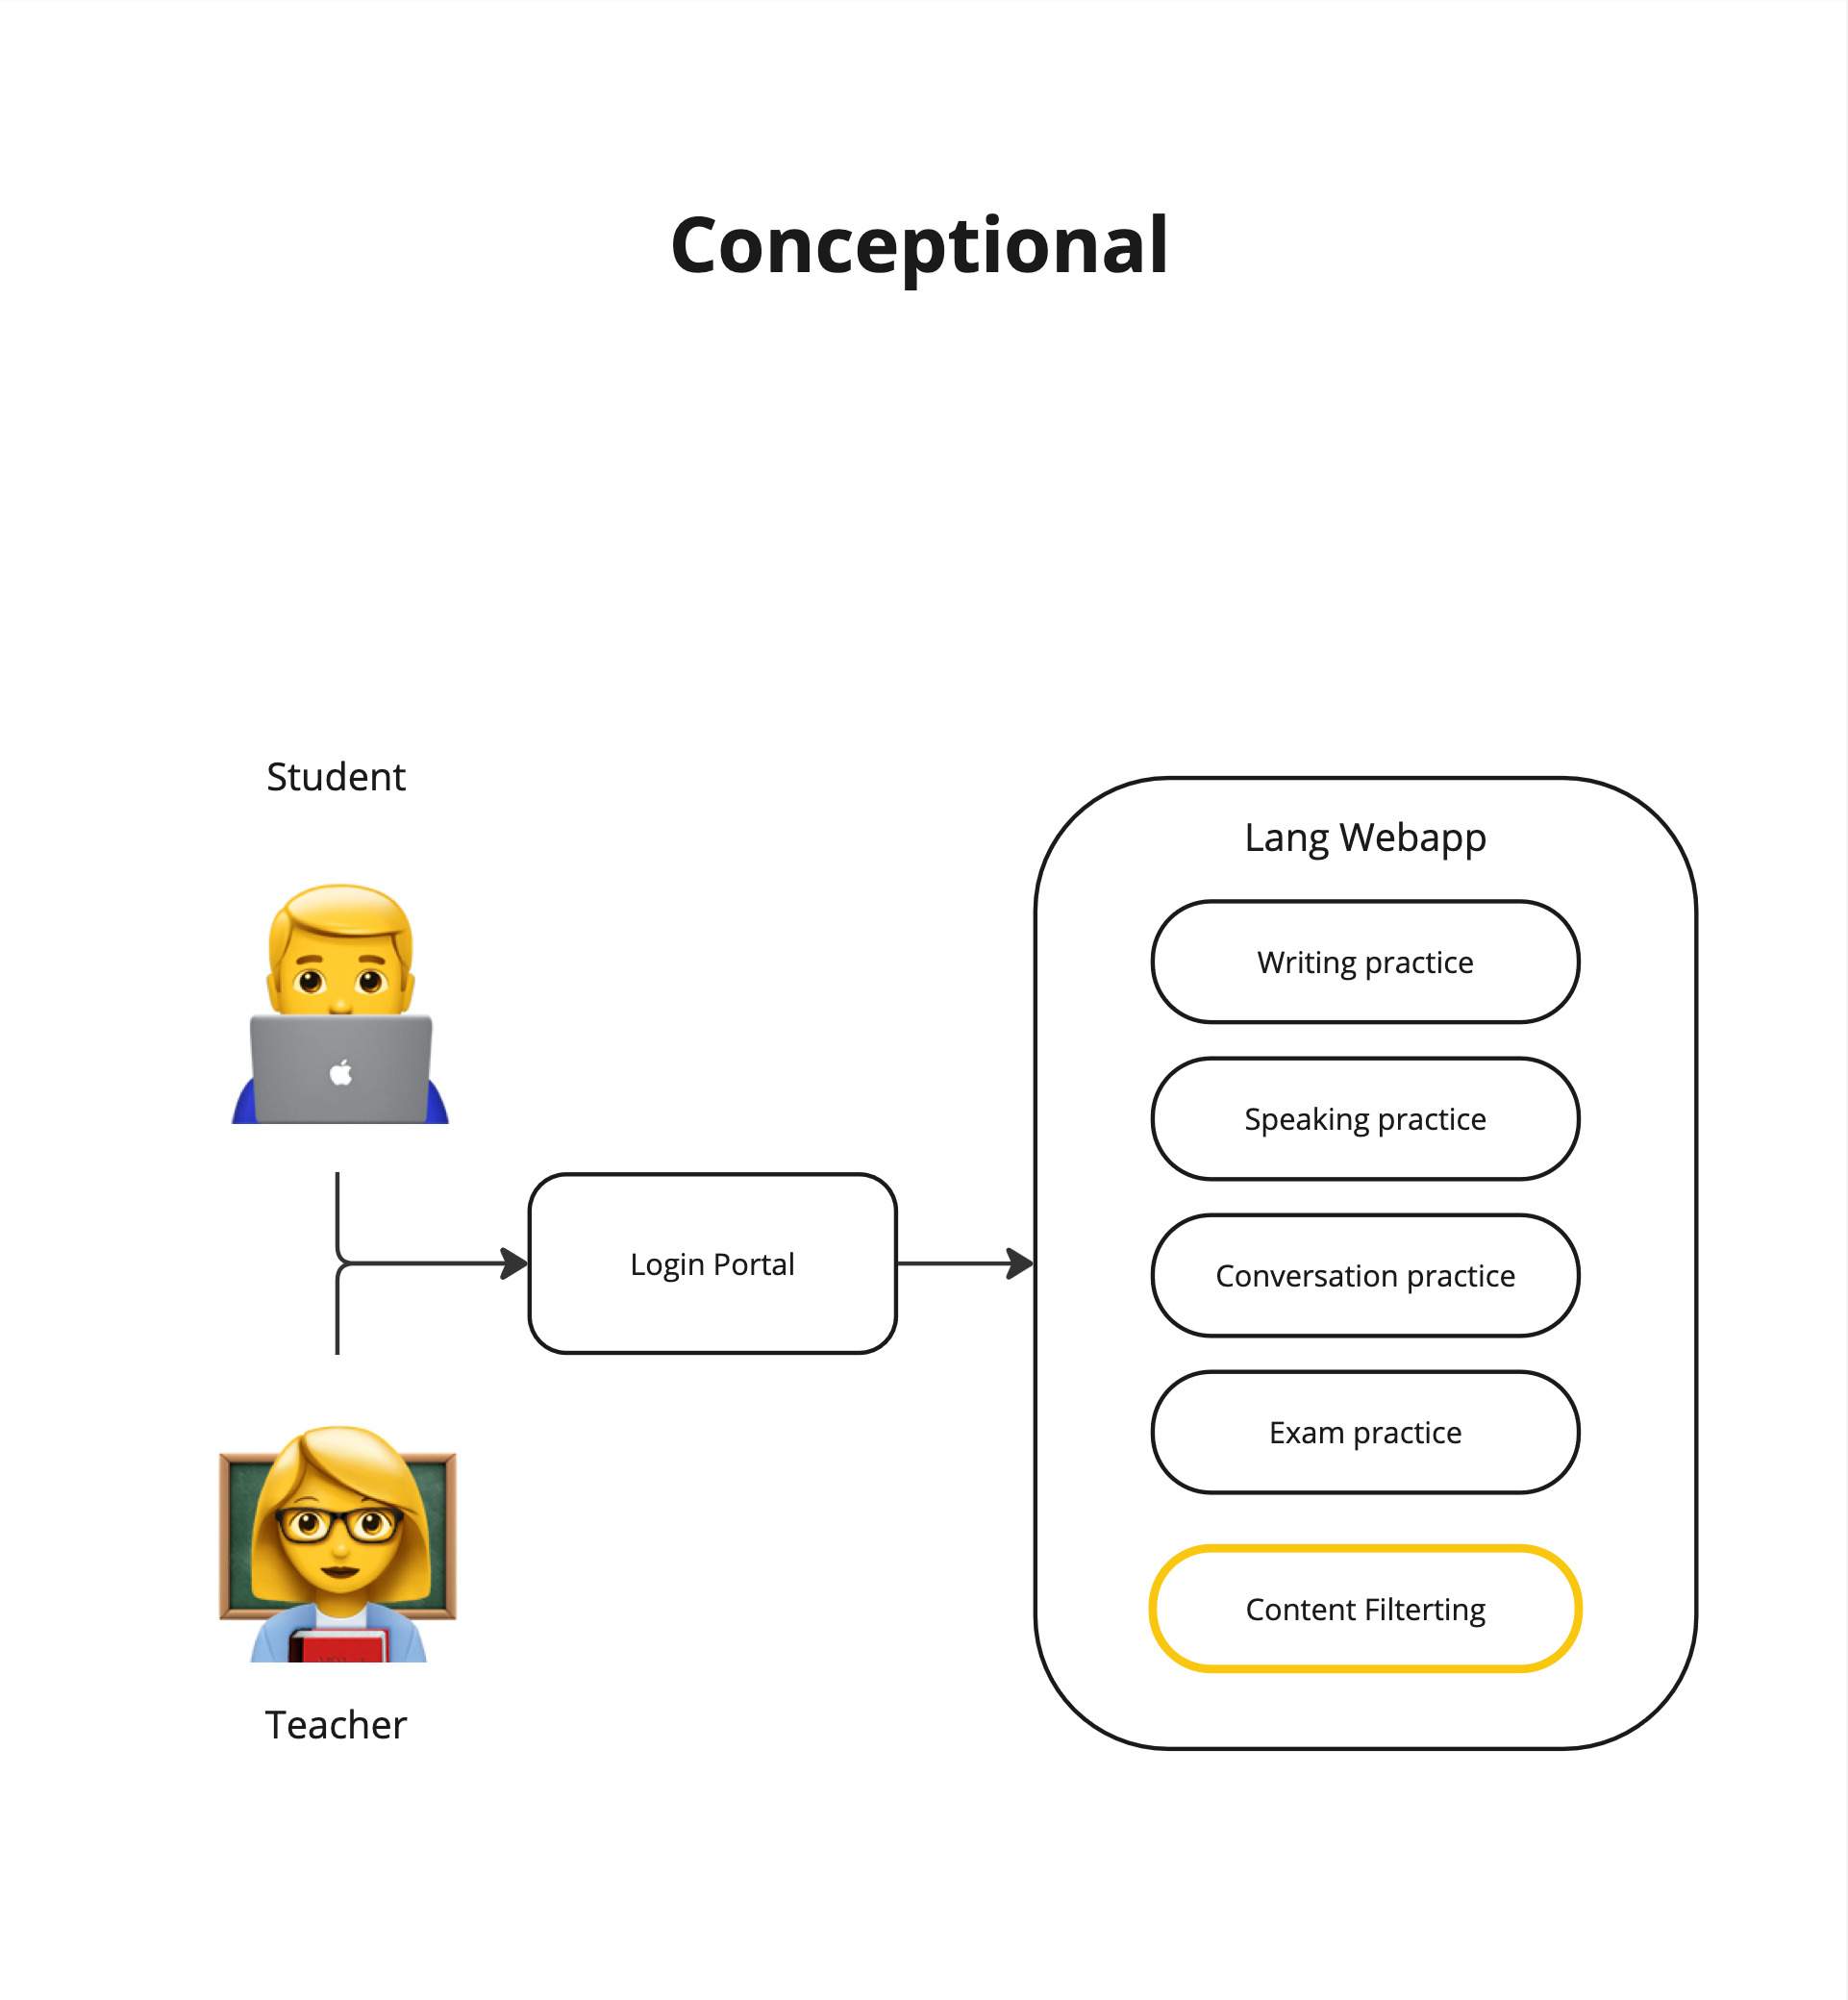 Conceptional
Student
Lang Webapp
Writing practice
Speaking practice
Login Portal
Conversation practice
Exam practice
Content Filterting
Teacher